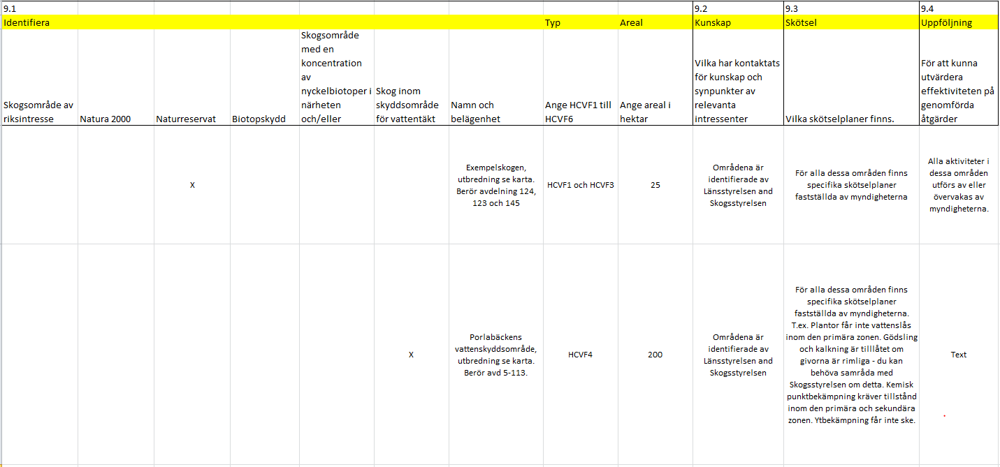 9.1
9.2
9.3
9.4
Identifiera
Typ
Areal
Kunskap
Skötsel
Uppföljning
Skogsområde av
riksintresse
Natura 2000
Naturreservat
Biotopskydd
Skogsområde
med en
koncentration
av
nyckelbiotoper i
närheten
och/eller
Skog inom
skyddsområde
för vattentäkt
Namn och
belägenhet
Ange HCVF1 till
HCVF6
Ange areal i
hektar
Vilka har kontaktats
för kunskap och
synpunkter av
relevanta
intressenter
Vilka skötselplaner finns.
För att kunna
utvärdera
effektiviteten på
genomförda
åtgärder
X
Exempelskogen,
utbredning se karta.
Berör avdelning 124,
123 och 145
HCVF1 och HCVF3
25
Områdena är
identifierade av
Länsstyrelsen and
Skogsstyrelsen
För alla dessa områden finns
specifika skötselplaner
fastställda av myndigheterna
Alla aktiviteter i
dessa områden
utförs av eller
övervakas av
myndigheterna.
X
Porlabäckens
vattenskyddsområde,
utbredning se karta.
Berör avd 5-113.
HCVF4
200
Områdena är
identifierade av
Länsstyrelsen and
Skogsstyrelsen
För alla dessa områden finns
specifika skötselplaner
fastställda av myndigheterna.
T.ex. Plantor får inte vattenslås
inom den primära zonen. Gödsling
och kalkning är tilllåtet om
givorna är rimliga - du kan
behöva samråda med
Skogsstyrelsen om detta. Kemisk
punktbekämpning kräver tillstånd
inom den primära och sekundära
zonen. Ytbekämpning får inte ske.
Text